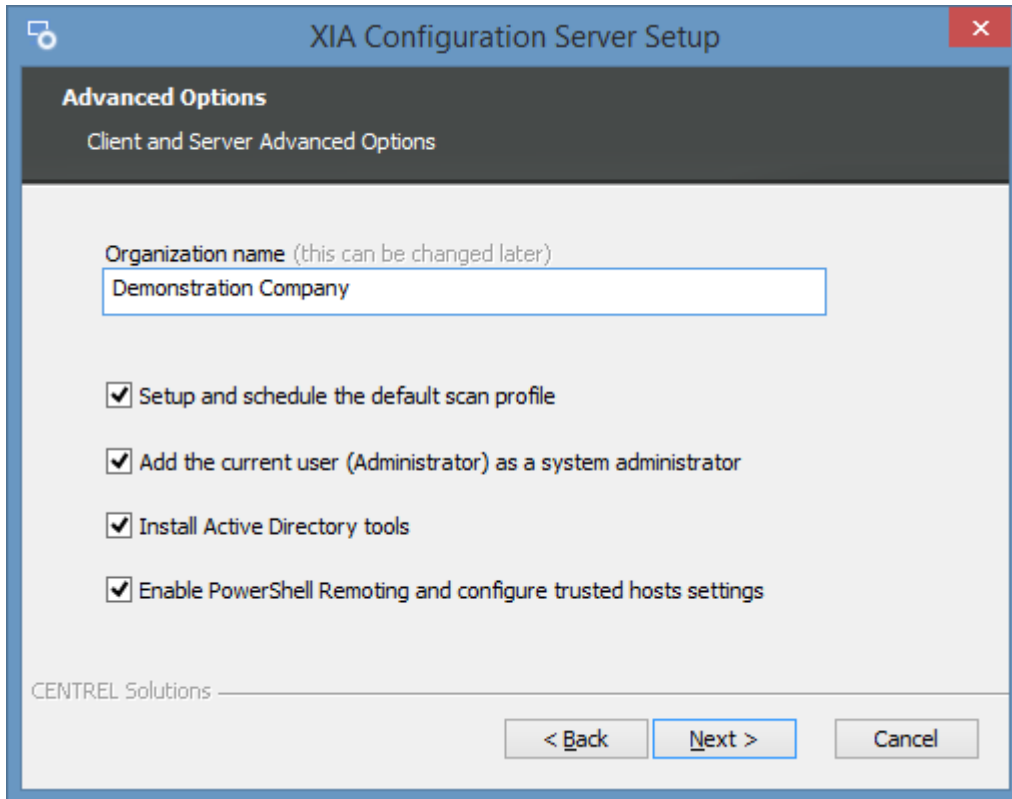 XIA Configuration Server Setup
Advanced Options
Client and Server Advanced Options
Organization name (this can be changed later)
Demonstration Company
Setup and schedule the default scan profile
Add the current user (Administrator) as a system administrator
Install Active Directory tools
Enable PowerShell Remoting and configure trusted hosts settings
CENTREL Solutions
< Back Next > Cancel